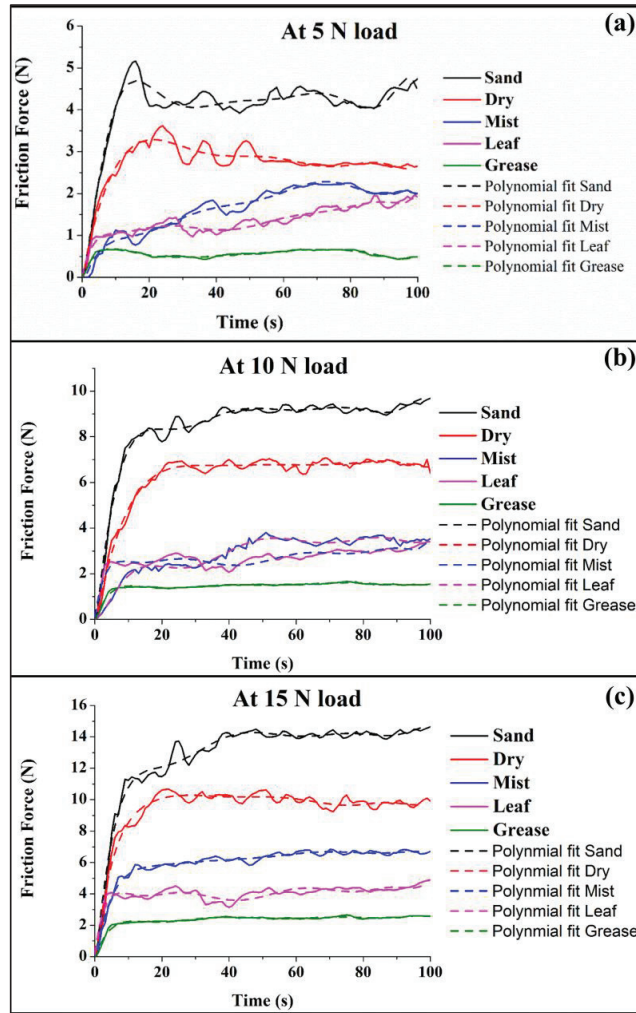 (a)
At 5 N load
Friction Force (N)
6
5
4
3
2
1
0
0
20
40
60
80
100
Time (s)
Sand
Dry
Mist
Leaf
Grease
Polynomial fit Sand
Polynomial fit Dry
Polynomial fit Mist
Polynomial fit Leaf
Polynomial fit Grease
(b)
At 10 N load
Friction Force (N)
10
8
6
4
2
0
0
20
40
60
80
100
Time (s)
Sand
Dry
Mist
Leaf
Grease
Polynomial fit Sand
Polynomial fit Dry
Polynomial fit Mist
Polynomial fit Leaf
Polynomial fit Grease
(c)
At 15 N load
Friction Force (N)
16
14
12
10
8
6
4
2
0
0
20
40
60
80
100
Time (s)
Sand
Dry
Mist
Leaf
Grease
Polynmial fit Sand
Polynmial fit Dry
Polynmial fit Mist
Polynmial fit Leaf
Polynmial fit Grease